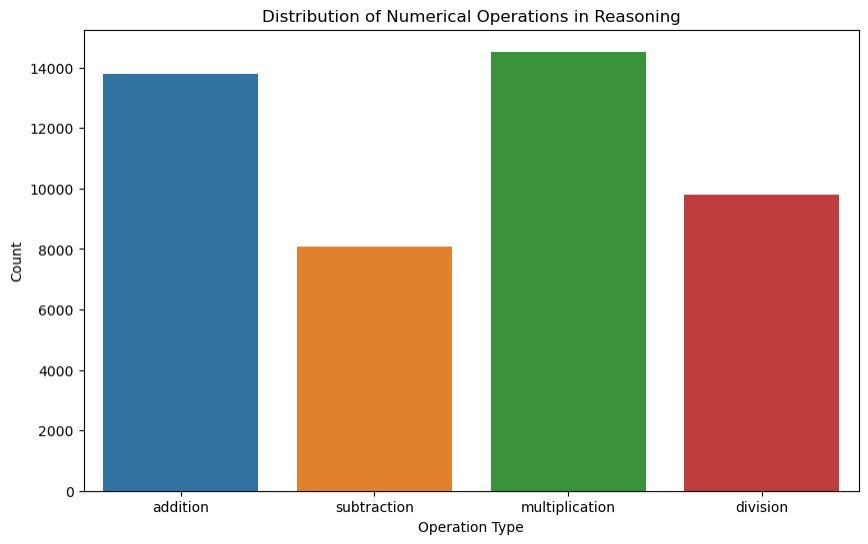 Distribution of Numerical Operations in Reasoning
14000
12000
10000
8000
6000
4000
2000
0
Count
addition subtraction multiplication division
Operation Type